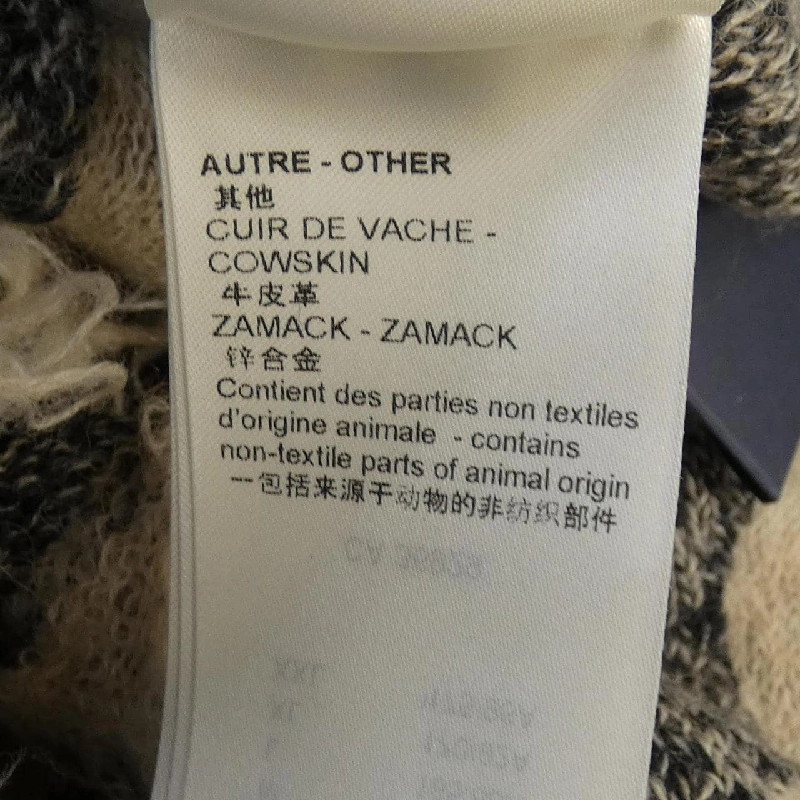 AUTRE - OTHER
其他
CUIR DE VACHE -
COWSKIN
牛皮革
ZAMACK - ZAMACK
锌合金
Contient des parties non textiles
d'origine animale - contains
non-textile parts of animal origin
一包括来源于动物的非纺织部件
XXL
XL
L